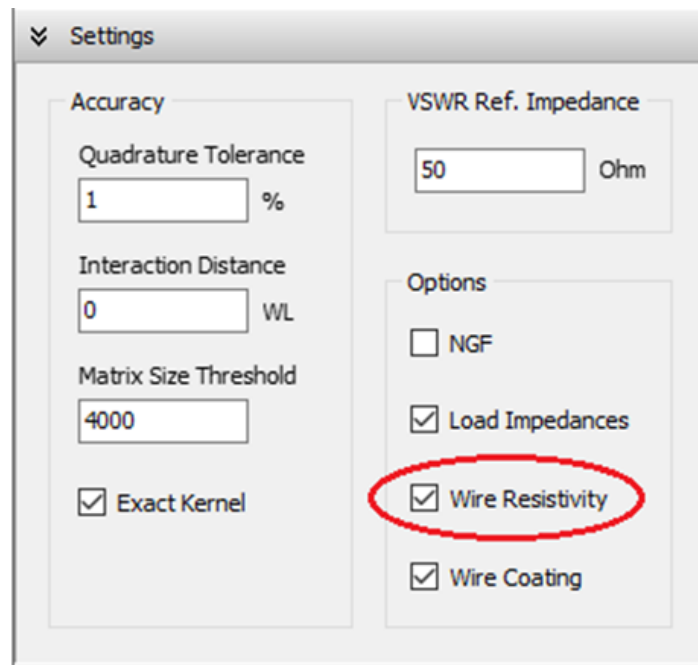 Settings
Accuracy
Quadrature Tolerance
1 %
Interaction Distance
0 WL
Matrix Size Threshold
4000
Exact Kernel
VSWR Ref. Impedance
50 Ohm
Options
NGF
Load Impedances
Wire Resistivity
Wire Coating